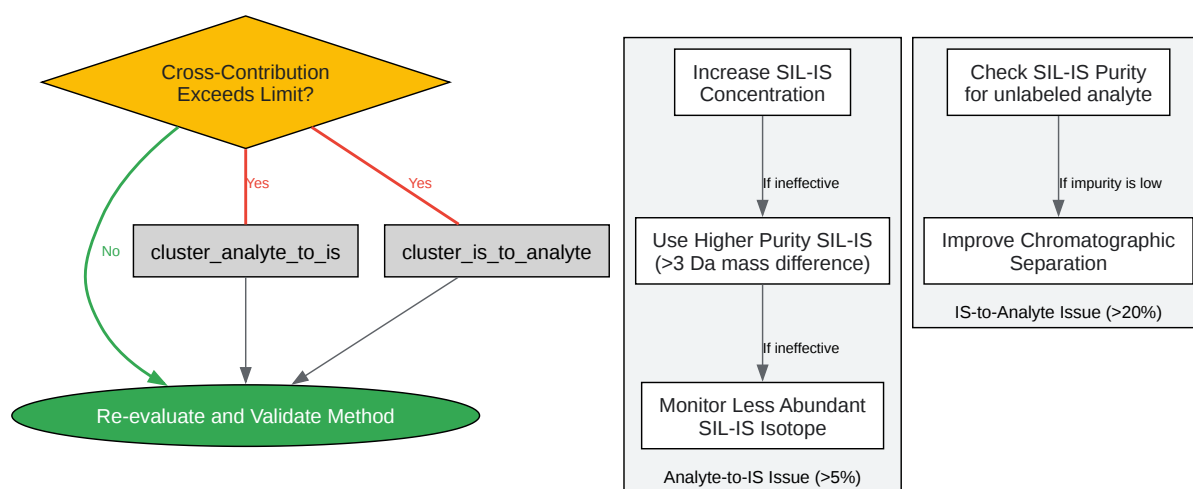 Cross-Contribution
Exceeds Limit?
Yes
Yes
No
cluster_analyte_to_is
cluster_is_to_analyte
Re-evaluate and Validate Method
Increase SIL-IS
Concentration
If ineffective
Use Higher Purity SIL-IS
(>3 Da mass difference)
If ineffective
Monitor Less Abundant
SIL-IS Isotope
Analyte-to-IS Issue (>5%)
Check SIL-IS Purity
for unlabeled analyte
If impurity is low
Improve Chromatographic
Separation
IS-to-Analyte Issue (>20%)